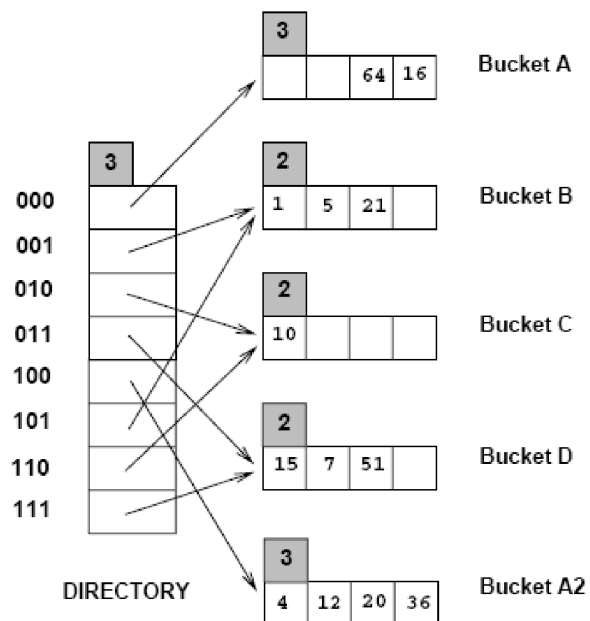 3
64 16 Bucket A
3
2
000
1 5 21 Bucket B
001
010
2
011
10 Bucket C
100
101
2
110
15 7 51 Bucket D
111
3
DIRECTORY
4 12 20 36 Bucket A2